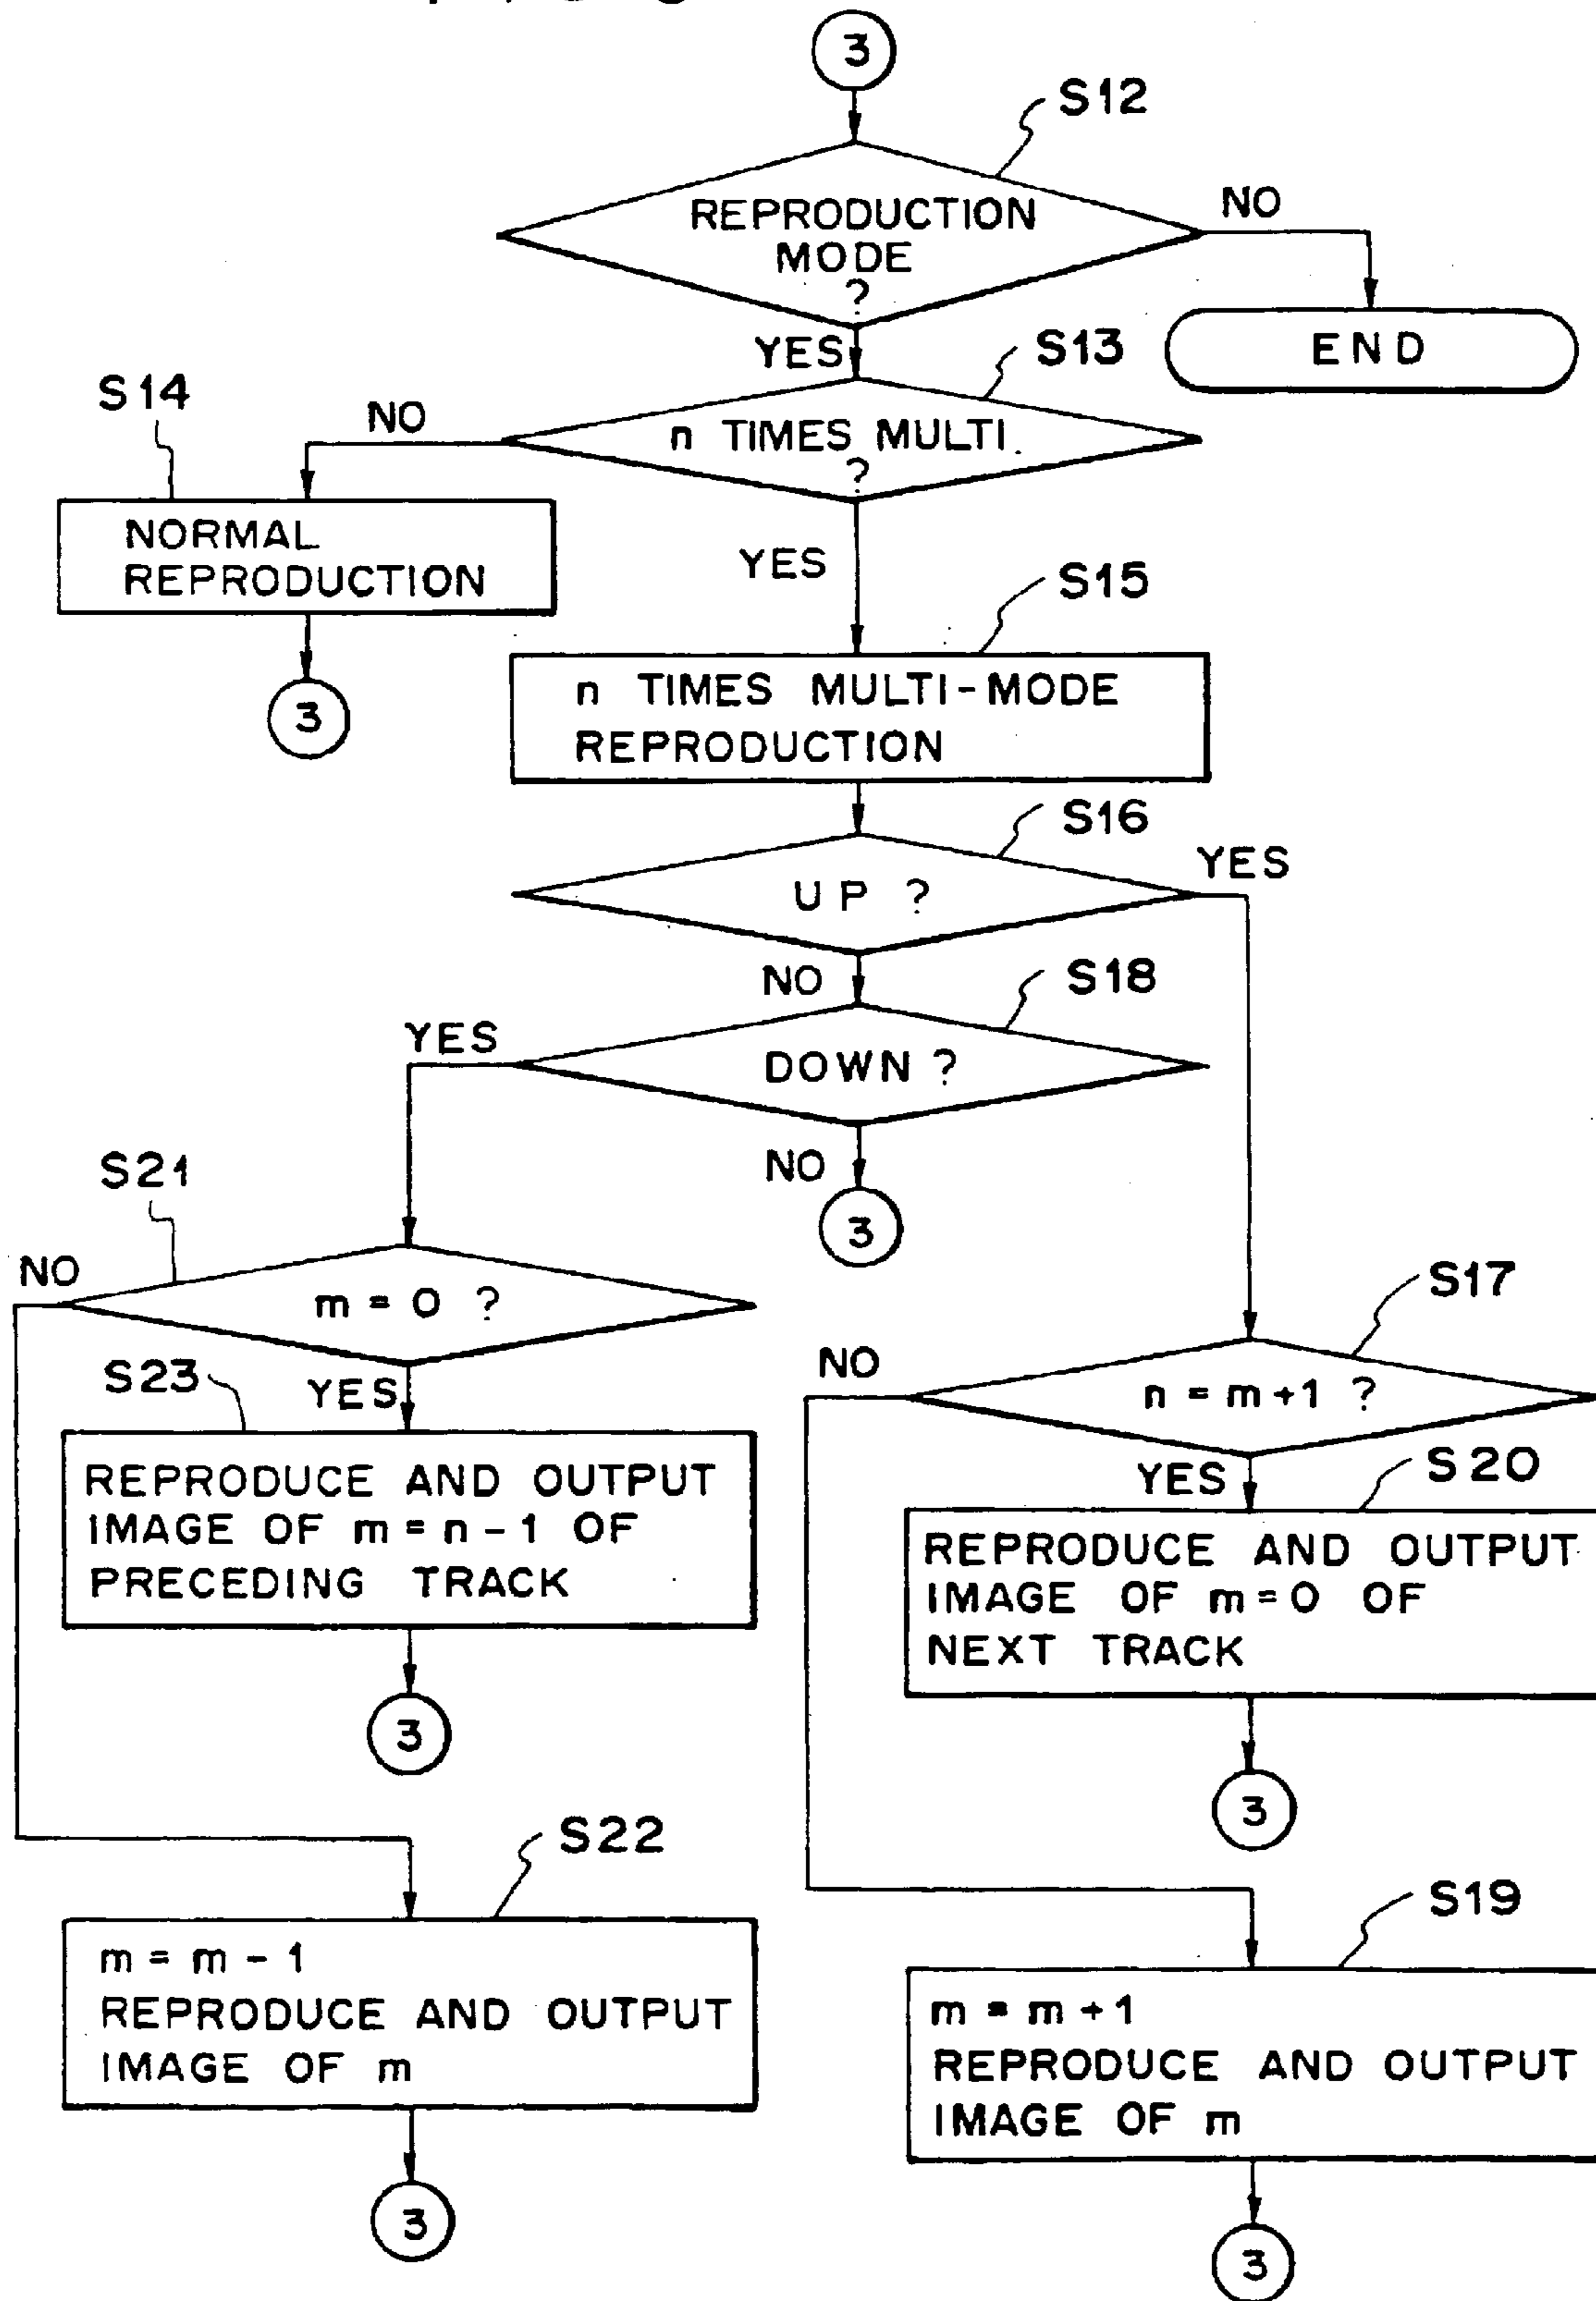 3
S12
REPRODUCTION
MODE
?
NO
END
YES
S13
n TIMES MULTI
?
NO
S14
NORMAL
REPRODUCTION
3
YES
S15
n TIMES MULTI-MODE
REPRODUCTION
S16
UP ?
YES
NO
S18
DOWN ?
YES
NO
3
S21
m = 0 ?
NO
YES
S23
REPRODUCE AND OUTPUT
IMAGE OF m = n - 1 OF
PRECEDING TRACK
3
S22
m = m - 1
REPRODUCE AND OUTPUT
IMAGE OF m
3
S17
n = m + 1 ?
NO
YES
S20
REPRODUCE AND OUTPUT
IMAGE OF m = 0 OF
NEXT TRACK
3
S19
m = m + 1
REPRODUCE AND OUTPUT
IMAGE OF m
3